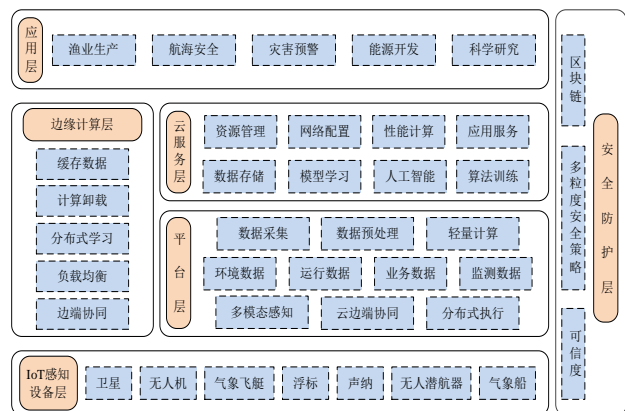 应用层
渔业生产
航海安全
灾害预警
能源开发
科学研究
边缘计算层
缓存数据
计算卸载
分布式学习
负载均衡
边端协同
云服务层
资源管理
网络配置
性能计算
应用服务
数据存储
模型学习
人工智能
算法训练
平台层
数据采集
数据预处理
轻量计算
环境数据
运行数据
业务数据
监测数据
多模态感知
云边端协同
分布式执行
IoT感知
设备层
卫星
无人机
气象飞艇
浮标
声纳
无人潜航器
气象船
区块链
多粒度安全策略
可信度
安全防护层